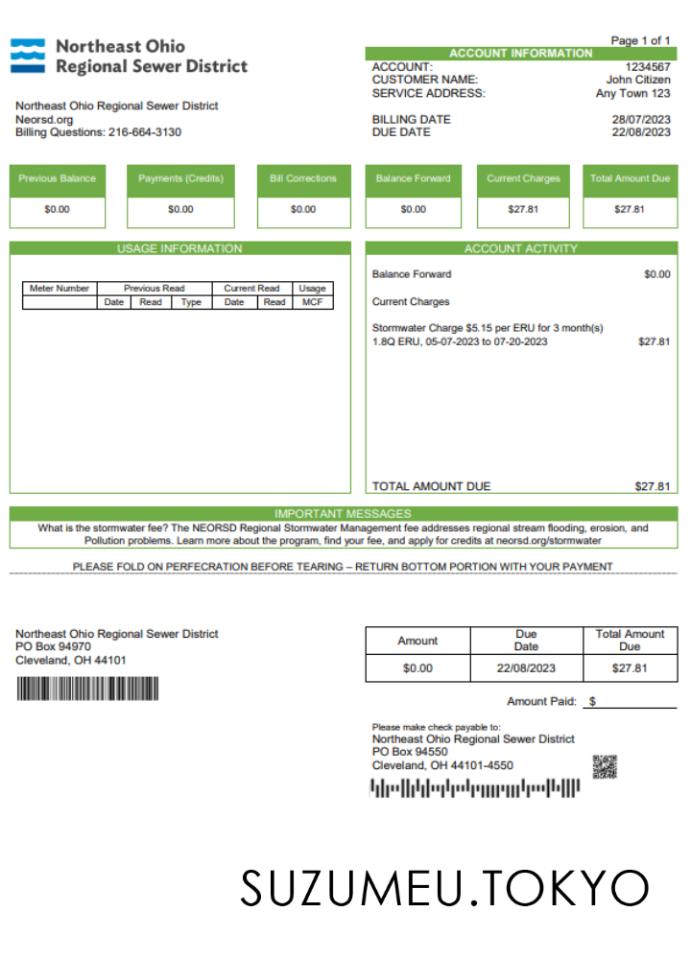 Page 1 of 1
Northeast Ohio
Regional Sewer District
Northeast Ohio Regional Sewer District
Neorsd.org
Billing Questions: 216-664-3130
ACCOUNT INFORMATION
ACCOUNT: 1234567
CUSTOMER NAME: John Citizen
SERVICE ADDRESS: Any Town 123
BILLING DATE 28/07/2023
DUE DATE 22/08/2023
Previous Balance Payments (Credits) Bill Corrections Balance Forward Current Charges Total Amount Due
$0.00 $0.00 $0.00 $0.00 $27.81 $27.81
USAGE INFORMATION
Meter Number Previous Read Current Read Usage
Date Read Type Date Read MCF
ACCOUNT ACTIVITY
Balance Forward $0.00
Current Charges
Stormwater Charge $5.15 per ERU for 3 month(s)
1.8Q ERU, 05-07-2023 to 07-20-2023 $27.81
TOTAL AMOUNT DUE $27.81
IMPORTANT MESSAGES
What is the stormwater fee? The NEORSD Regional Stormwater Management fee addresses regional stream flooding, erosion, and
Pollution problems. Learn more about the program, find your fee, and apply for credits at neorsd.org/stormwater
PLEASE FOLD ON PERFECRATION BEFORE TEARING – RETURN BOTTOM PORTION WITH YOUR PAYMENT
Northeast Ohio Regional Sewer District
PO Box 94970
Cleveland, OH 44101
Amount Due Date Total Amount Due
$0.00 22/08/2023 $27.81
Amount Paid: $
Please make check payable to:
Northeast Ohio Regional Sewer District
PO Box 94550
Cleveland, OH 44101-4550
SUZUMEU.TOKYO